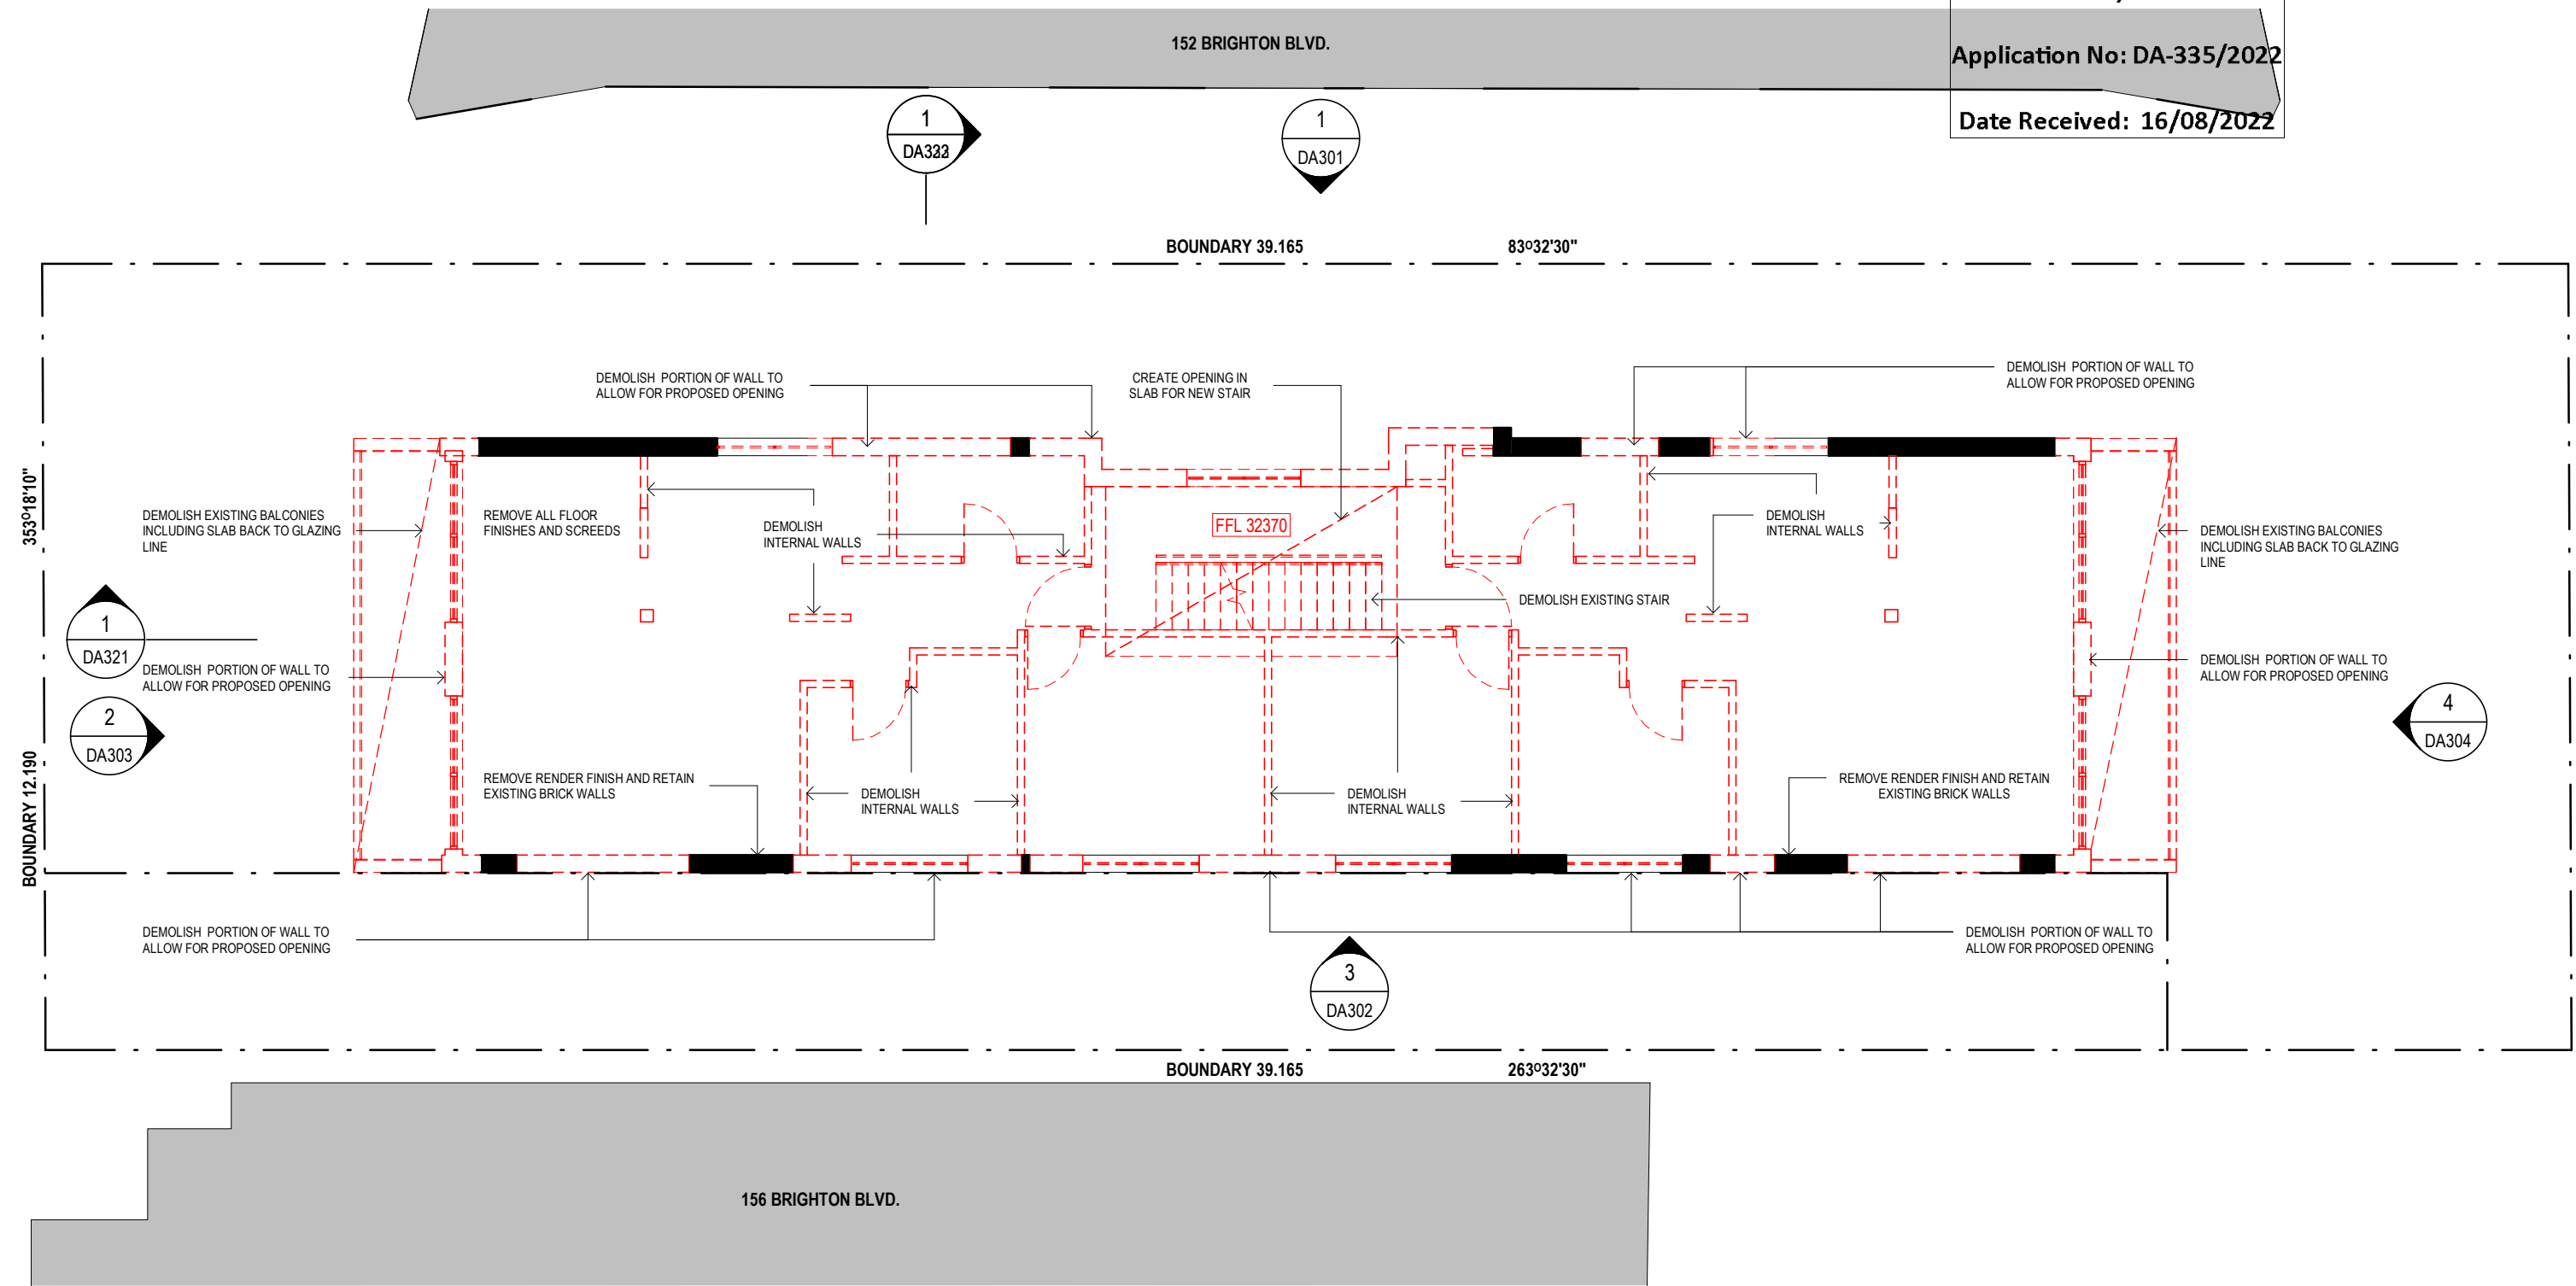 152 BRIGHTON BLVD.
Application No: DA-335/2022
Date Received: 16/08/2022
1
1
DA301
BOUNDARY 39.165
83º32'30"
DEMOLISH PORTION OF WALL TO
ALLOW FOR PROPOSED OPENING
CREATE OPENING IN
SLAB FOR NEW STAIR
DEMOLISH PORTION OF WALL TO
ALLOW FOR PROPOSED OPENING
353º18'10"
DEMOLISH EXISTING BALCONIES
INCLUDING SLAB BACK TO GLAZING
LINE
REMOVE ALL FLOOR
FINISHES AND SCREEDS
DEMOLISH
INTERNAL WALLS
FFL 32370
DEMOLISH
INTERNAL WALLS
DEMOLISH EXISTING BALCONIES
INCLUDING SLAB BACK TO GLAZING
LINE
DEMOLISH EXISTING STAIR
1
DA321
DEMOLISH PORTION OF WALL TO
ALLOW FOR PROPOSED OPENING
DEMOLISH PORTION OF WALL TO
ALLOW FOR PROPOSED OPENING
2
DA303
4
DA304
BOUNDARY 12.190
REMOVE RENDER FINISH AND RETAIN
EXISTING BRICK WALLS
DEMOLISH
INTERNAL WALLS
DEMOLISH
INTERNAL WALLS
REMOVE RENDER FINISH AND RETAIN
EXISTING BRICK WALLS
DEMOLISH PORTION OF WALL TO
ALLOW FOR PROPOSED OPENING
DEMOLISH PORTION OF WALL TO
ALLOW FOR PROPOSED OPENING
3
DA302
BOUNDARY 39.165
263º32'30"
156 BRIGHTON BLVD.